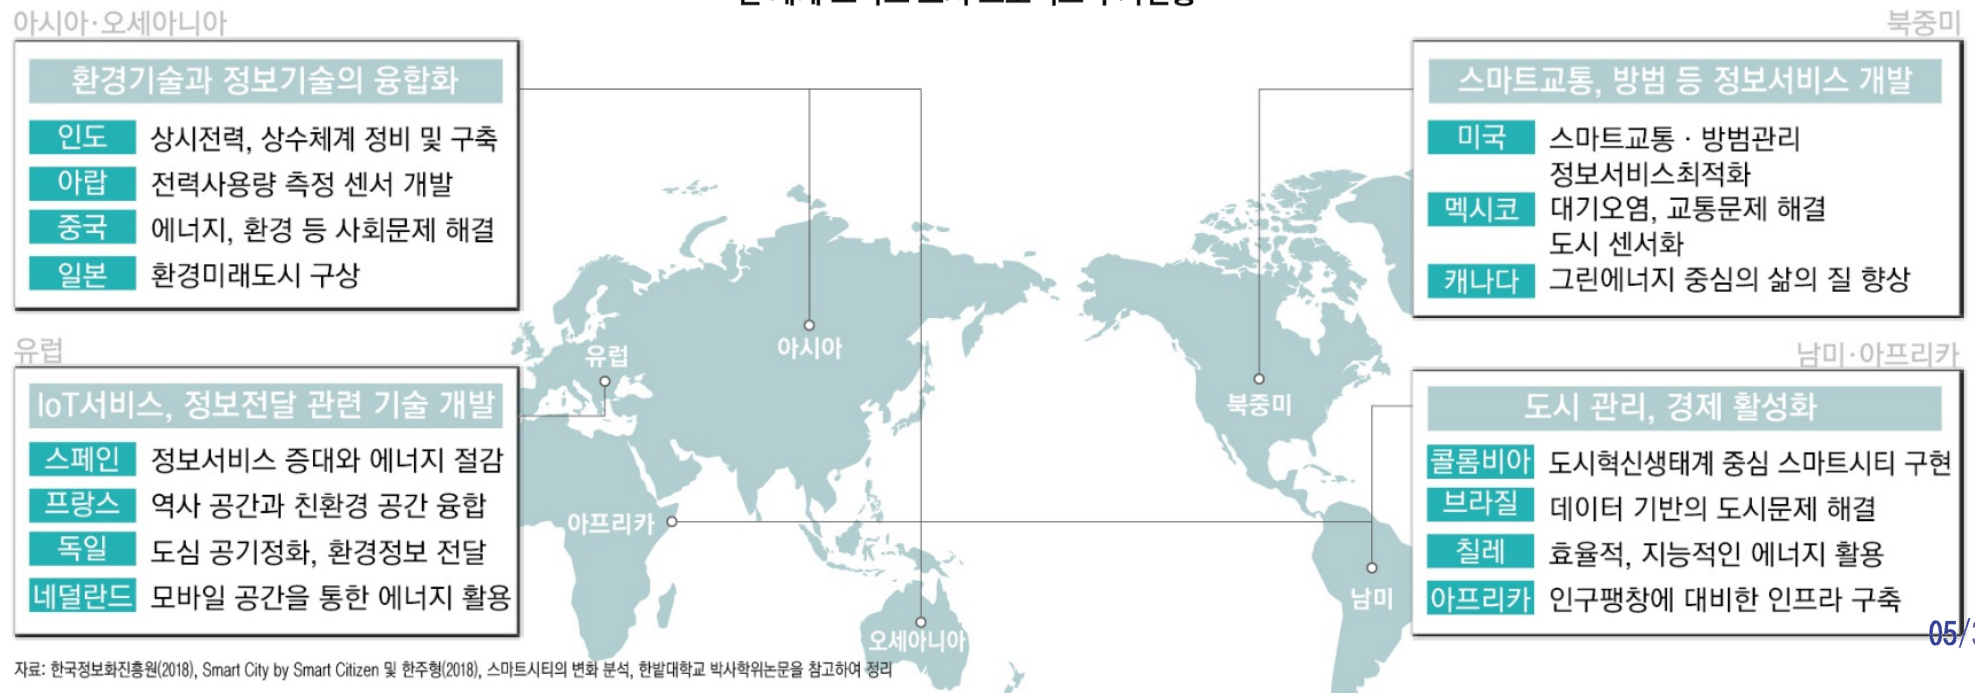 아시아·오세아니아
환경기술과 정보기술의 융합화
인도 상시전력, 상수체계 정비 및 구축
아랍 전력사용량 측정 센서 개발
중국 에너지, 환경 등 사회문제 해결
일본 환경미래도시 구상
북중미
스마트교통, 방범 등 정보서비스 개발
미국 스마트교통 · 방범관리
정보서비스최적화
멕시코 대기오염, 교통문제 해결
도시 센서화
캐나다 그린에너지 중심의 삶의 질 향상
유럽
IoT서비스, 정보전달 관련 기술 개발
스페인 정보서비스 증대와 에너지 절감
프랑스 역사 공간과 친환경 공간 융합
독일 도심 공기정화, 환경정보 전달
네덜란드 모바일 공간을 통한 에너지 활용
남미·아프리카
도시 관리, 경제 활성화
콜롬비아 도시혁신생태계 중심 스마트시티 구현
브라질 데이터 기반의 도시문제 해결
칠레 효율적, 지능적인 에너지 활용
아프리카 인구팽창에 대비한 인프라 구축
유럽
아시아
북중미
아프리카
남미
오세아니아
05/
자료: 한국정보화진흥원(2018), Smart City by Smart Citizen 및 한주형(2018), 스마트시티의 변화 분석, 한밭대학교 박사학위논문을 참고하여 정리